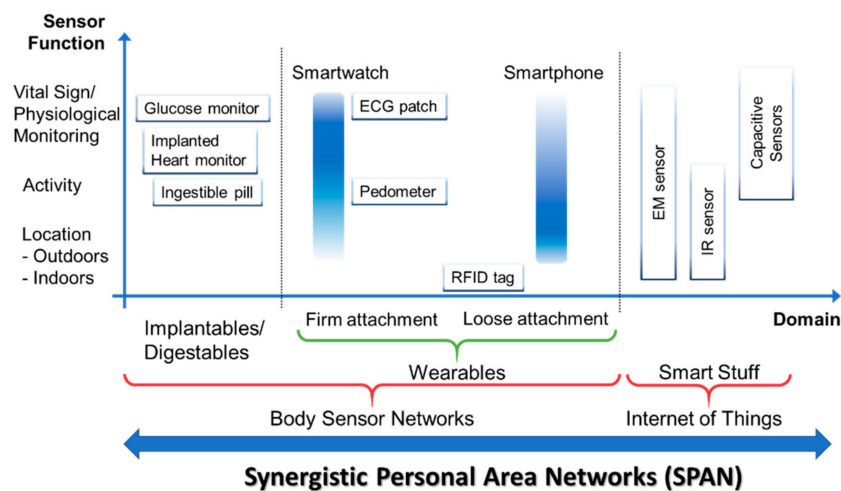 Sensor
Function
Vital Sign/
Physiological
Monitoring
Activity
Location
- Outdoors
- Indoors
Glucose monitor
Implanted
Heart monitor
Ingestible pill
Smartwatch
ECG patch
Pedometer
RFID tag
Smartphone
EM sensor
IR sensor
Capacitive
Sensors
Domain
Implantables/
Digestables
Firm attachment
Loose attachment
Wearables
Smart Stuff
Body Sensor Networks
Internet of Things
Synergistic Personal Area Networks (SPAN)